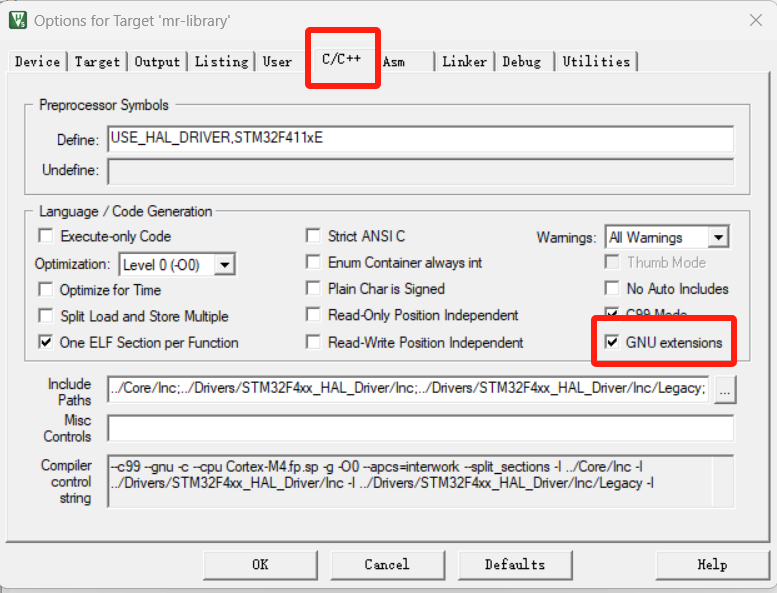 Options for Target 'mr-library'
Device Target Output Listing User C/C++ Asm Linker Debug Utilities
Preprocessor Symbols
Define: USE_HAL_DRIVER,STM32F411xE
Undefine:
Language / Code Generation
Execute-only Code Strict ANSI C Warnings: All Warnings
Optimization: Level 0 (-O0) Enum Container always int Thumb Mode
Optimize for Time Plain Char is Signed No Auto Includes
Split Load and Store Multiple Read-Only Position Independent C99 Mode
One ELF Section per Function Read-Write Position Independent GNU extensions
Include Paths ../Core/Inc;../Drivers/STM32F4xx_HAL_Driver/Inc;../Drivers/STM32F4xx_HAL_Driver/Inc/Legacy; ...
Misc Controls
Compiler control string --c99 --gnu -c --cpu Cortex-M4.fp.sp -g -O0 --apcs=interwork --split_sections -I ../Core/Inc -I
../Drivers/STM32F4xx_HAL_Driver/Inc -I ../Drivers/STM32F4xx_HAL_Driver/Inc/Legacy -I
OK Cancel Defaults Help